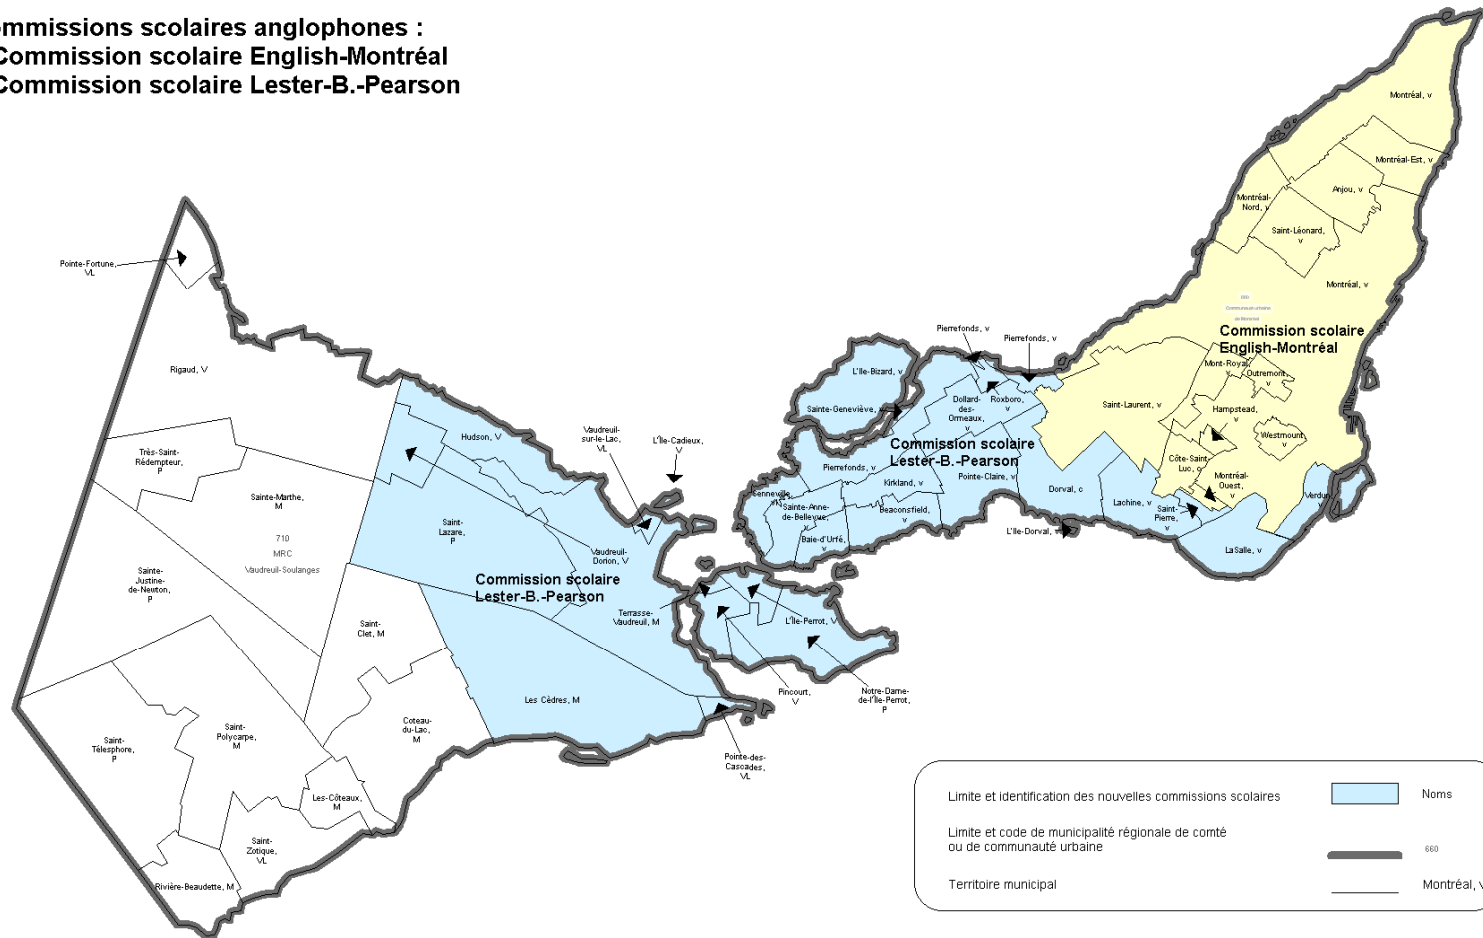 ommissions scolaires anglophones :
Commission scolaire English-Montréal
Commission scolaire Lester-B.-Pearson
Montréal, v
Montréal-Est, v
Anjou, v
Montréal-
Nord, v
Saint-Léonard,
v
Montréal, v
660
Communauté urbaine
de Montréal
Commission scolaire
English-Montréal
Mont-Royal,
v
Outremont,
v
Saint-Laurent, v
Hampstead,
v
Westmount,
v
Côte-Saint-
Luc, c
Montréal-
Ouest,
v
Pointe-Fortune,
VL
Rigaud, V
Très-Saint-
Rédempteur,
P
Sainte-Marthe,
M
710
MRC
Vaudreuil-Soulanges
Sainte-
Justine-
de-Newton,
P
Saint-
Clet, M
Saint-
Télesphore,
P
Saint-
Polycarpe,
M
Coteau-
du-Lac,
M
Les-Côteaux,
M
Saint-
Zotique,
VL
Rivière-Beaudette, M
Hudson, V
Vaudreuil-
sur-le-Lac,
VL
L'Île-Cadieux,
V
Saint-
Lazare,
P
Vaudreuil-
Dorion, V
Commission scolaire
Lester-B.-Pearson
Terrasse-
Vaudreuil, M
Les Cèdres, M
L'Île-Perrot, V
Pincourt,
V
Notre-Dame-
de-l'Île-Perrot,
P
Pointe-des-
Cascades,
VL
Pierrefonds, v
Pierrefonds, v
L'Ile-Bizard, v
Sainte-Geneviève,
Dollard-
des-
Ormeaux,
v
Roxboro,
v
Commission scolaire
Lester-B.-Pearson
Pierrefonds, v
Kirkland, v
Pointe-Claire, v
Senneville,
Sainte-Anne-
de-Bellevue,
v
Beaconsfield,
v
Baie-d'Urfé,
v
Dorval, c
L'Ile-Dorval, v
Lachine, v
Saint-
Pierre,
v
LaSalle, v
Verdun,
v
Limite et identification des nouvelles commissions scolaires
Noms
Limite et code de municipalité régionale de comté
ou de communauté urbaine
660
Territoire municipal
Montréal, v